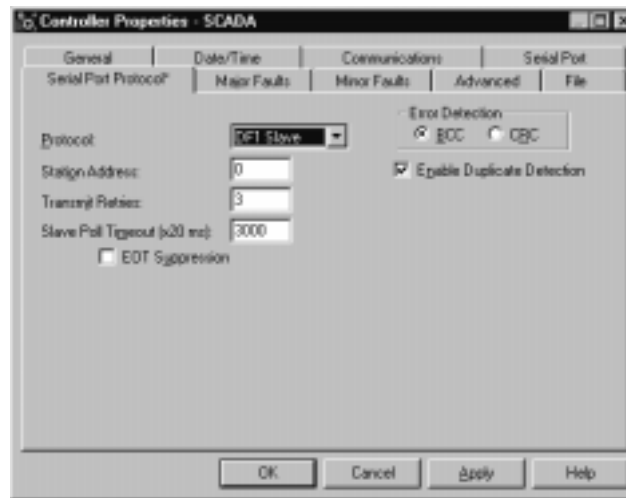 Controller Properties - SCADA
General Date/Time Communications Serial Port
Serial Port Protocol* Major Faults Minor Faults Advanced File
Error Detection
Protocol: DF1 Slave BCC CRC
Station Address: 0 Enable Duplicate Detection
Transmit Retries: 3
Slave Poll Timeout (x20 ms): 3000
EOT Suppression
OK Cancel Apply Help